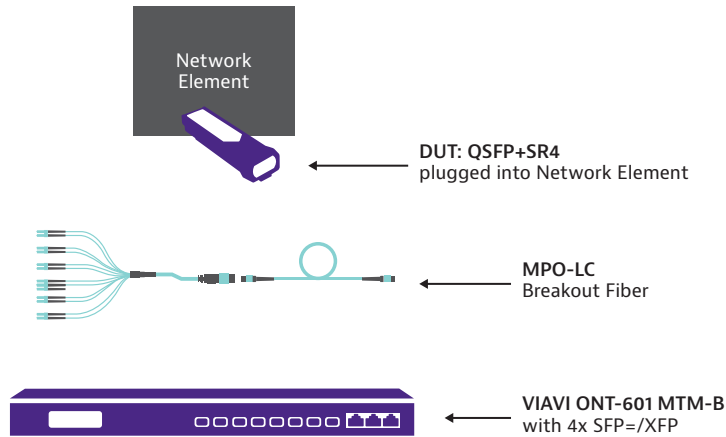 Network
Element
DUT: QSFP+SR4
plugged into Network Element
MPO-LC
Breakout Fiber
VIAVI ONT-601 MTM-B
with 4x SFP=/XFP